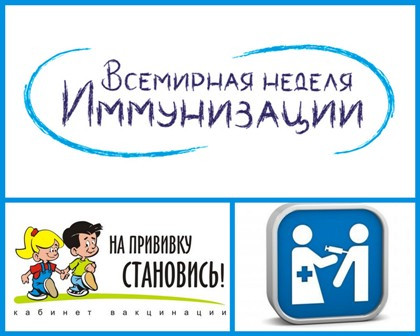 Всемирная неделя
Иммунизации
НА ПРИВИВКУ
СТАНОВИСЬ!
кабинет вакцинации